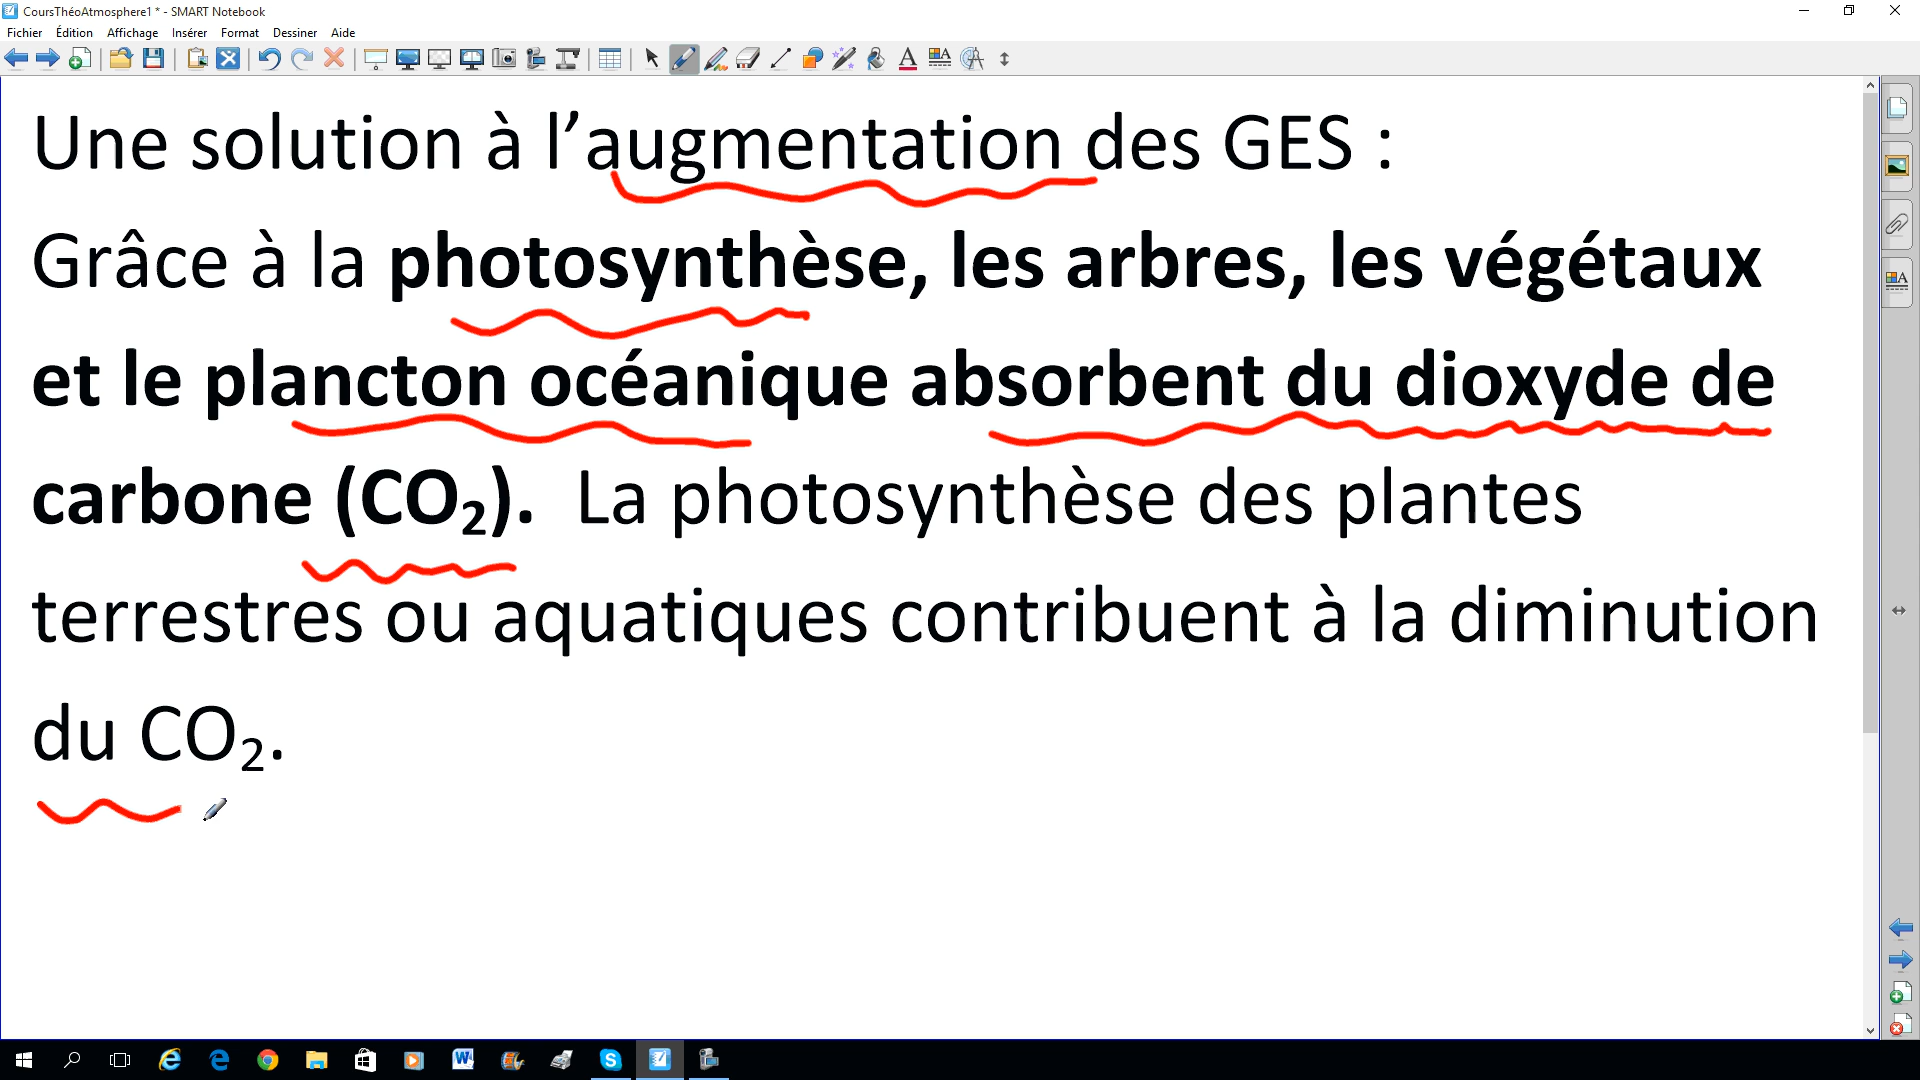 CoursThéoAtmosphere1 * - SMART Notebook
Fichier Édition Affichage Insérer Format Dessiner Aide
Une solution à l’augmentation des GES :
Grâce à la photosynthèse, les arbres, les végétaux
et le plancton océanique absorbent du dioxyde de
carbone (CO₂). La photosynthèse des plantes
terrestres ou aquatiques contribuent à la diminution
du CO₂.